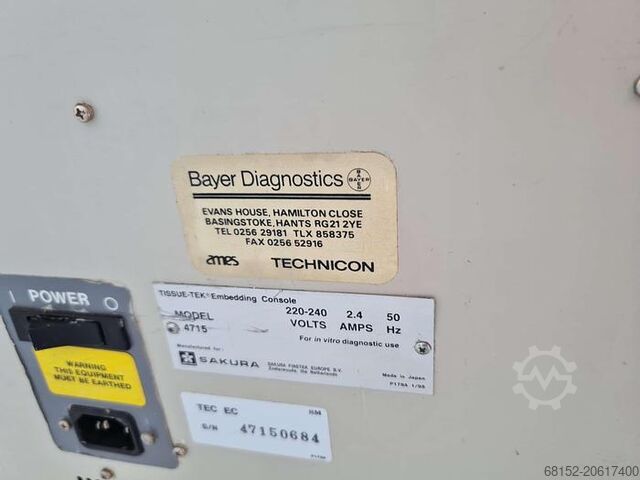 Bayer Diagnostics
BAYER
EVANS HOUSE, HAMILTON CLOSE
BASINGSTOKE, HANTS RG21 2YE
TEL 0256 29181 TLX 858375
FAX 0256 52916
ames TECHNICON
I POWER O
WARNING
THIS EQUIPMENT
MUST BE EARTHED
TISSUE-TEK® Embedding Console
MODEL 220-240 2.4 50
4715 VOLTS AMPS Hz
For in vitro diagnostic use
Manufactured for:
SAKURA SAKURA FINETEK EUROPE B.V.
Zoeterwoude, the Netherlands
Made in Japan
TEC EC
S/N 47150684
68152-20617400